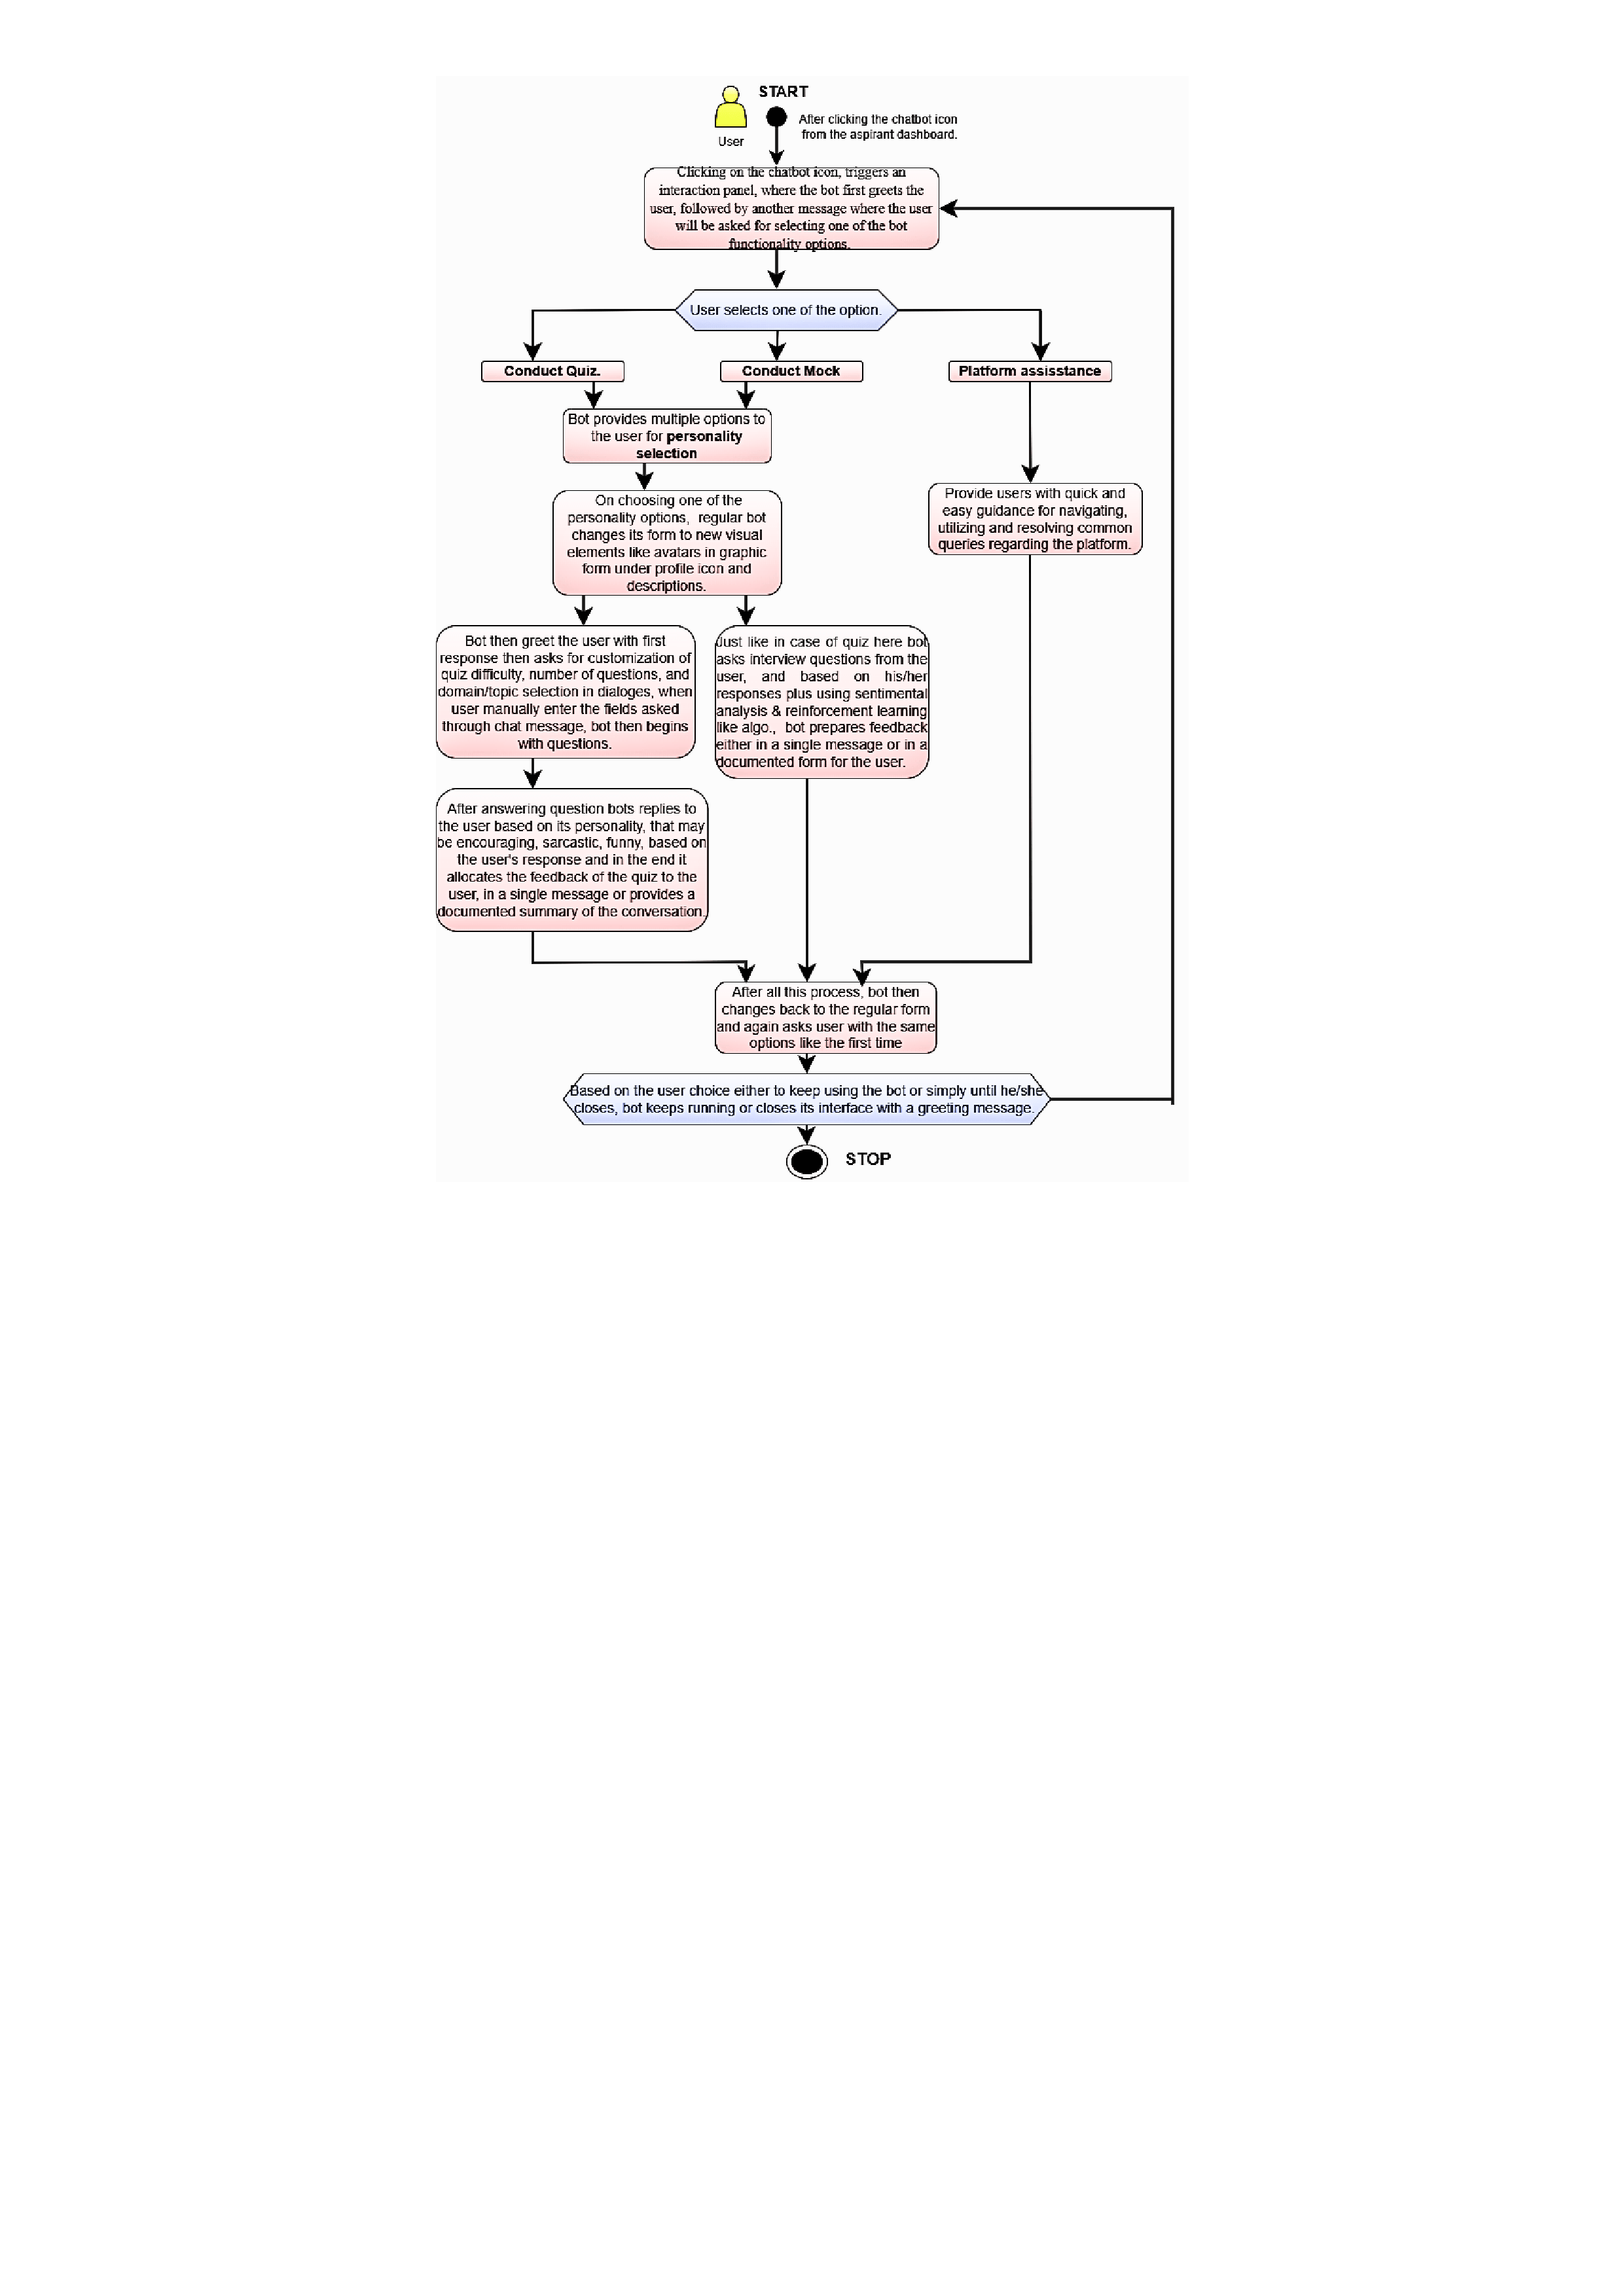 START
After clicking the chatbot icon
from the aspirant dashboard.
User
Clicking on the chatbot icon, triggers an
interaction panel, where the bot first greets the
user, followed by another message where the user
will be asked for selecting one of the bot
functionality options.
User selects one of the option.
Conduct Quiz.
Conduct Mock
Platform assisstance
Bot provides multiple options to
the user for personality
selection
On choosing one of the
personality options, regular bot
changes its form to new visual
elements like avatars in graphic
form under profile icon and
descriptions.
Provide users with quick and
easy guidance for navigating,
utilizing and resolving common
queries regarding the platform.
Bot then greet the user with first
response then asks for customization of
quiz difficulty, number of questions, and
domain/topic selection in dialoges, when
user manually enter the fields asked
through chat message, bot then begins
with questions.
Just like in case of quiz here bot
asks interview questions from the
user, and based on his/her
responses plus using sentimental
analysis & reinforcement learning
like algo., bot prepares feedback
either in a single message or in a
documented form for the user.
After answering question bots replies to
the user based on its personality, that may
be encouraging, sarcastic, funny, based on
the user's response and in the end it
allocates the feedback of the quiz to the
user, in a single message or provides a
documented summary of the conversation.
After all this process, bot then
changes back to the regular form
and again asks user with the same
options like the first time
Based on the user choice either to keep using the bot or simply until he/she
closes, bot keeps running or closes its interface with a greeting message.
STOP